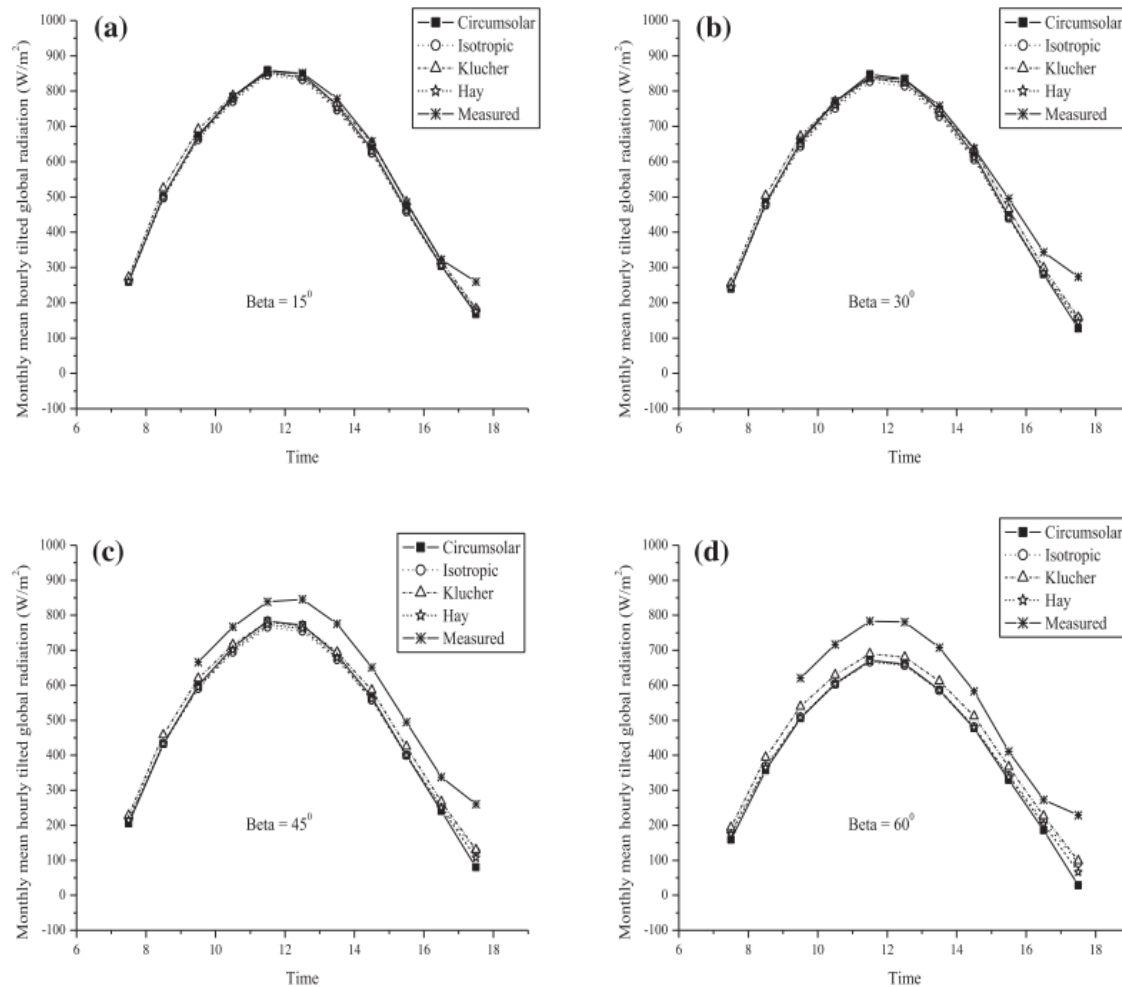 (a)
Circumsolar
Isotropic
Klucher
Hay
Measured
Monthly mean hourly tilted global radiation (W/m²)
1000
900
800
700
600
500
400
300
200
100
0
-100
Beta = 15⁰
6 8 10 12 14 16 18
Time
(b)
Circumsolar
Isotropic
Klucher
Hay
Measured
Monthly mean hourly tilted global radiation (W/m²)
1000
900
800
700
600
500
400
300
200
100
0
-100
Beta = 30⁰
6 8 10 12 14 16 18
Time
(c)
Circumsolar
Isotropic
Klucher
Hay
Measured
Monthly mean hourly tilted global radiation (W/m²)
1000
900
800
700
600
500
400
300
200
100
0
-100
Beta = 45⁰
6 8 10 12 14 16 18
Time
(d)
Circumsolar
Isotropic
Klucher
Hay
Measured
Monthly mean hourly tilted global radiation (W/m²)
1000
900
800
700
600
500
400
300
200
100
0
-100
Beta = 60⁰
6 8 10 12 14 16 18
Time